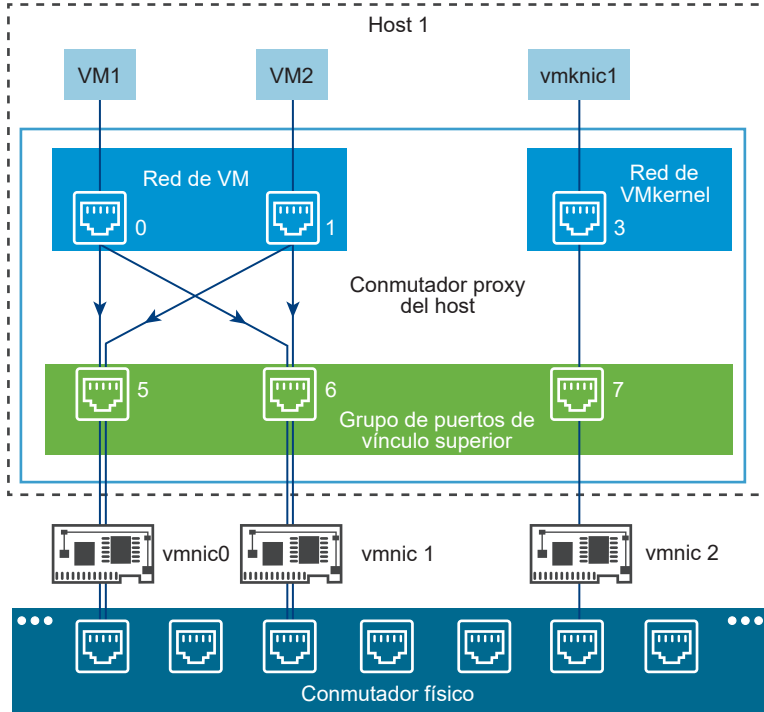 Host 1
VM1
VM2
vmknic1
Red de VM
Red de
VMkernel
0
1
3
Conmutador proxy
del host
5
6
7
Grupo de puertos de
vínculo superior
vmnic0
vmnic 1
vmnic 2
Conmutador físico